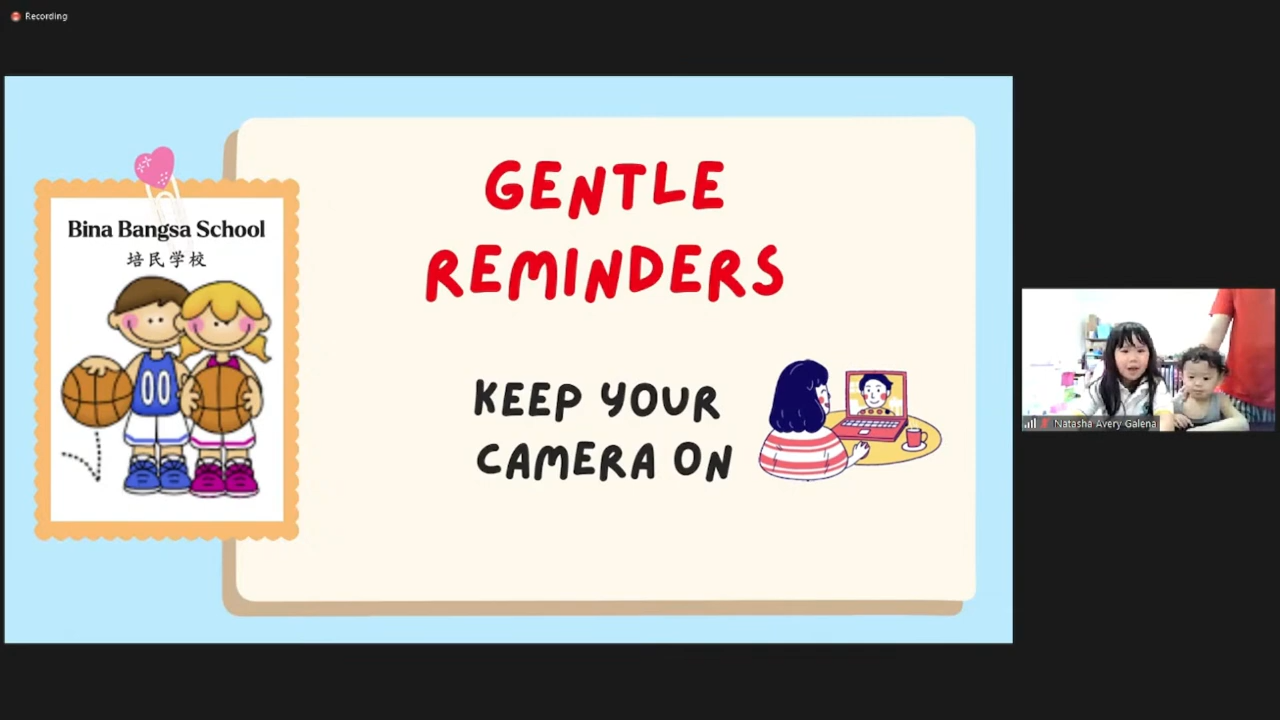 Recording
Bina Bangsa School
培民学校
00
GENTLE
REMINDERS
KEEP YOUR
CAMERA ON
Natasha Avery Galena